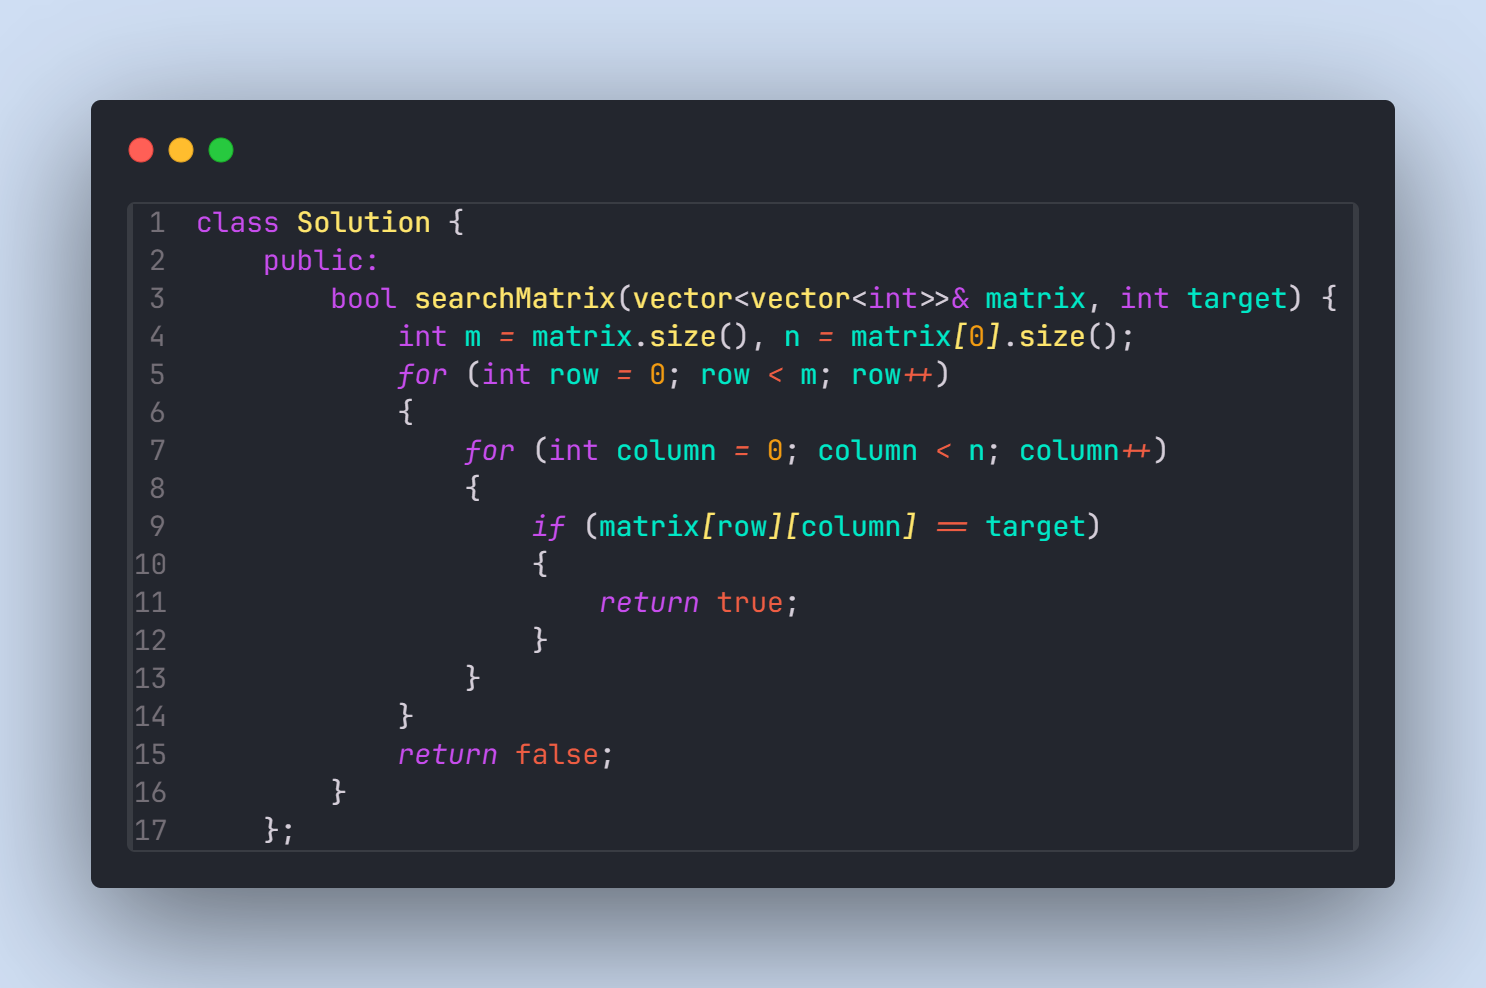 1 class Solution {
2     public:
3         bool searchMatrix(vector<vector<int>>& matrix, int target) {
4             int m = matrix.size(), n = matrix[0].size();
5             for (int row = 0; row < m; row++)
6             {
7                 for (int column = 0; column < n; column++)
8                 {
9                     if (matrix[row][column] == target)
10                     {
11                         return true;
12                     }
13                 }
14             }
15             return false;
16         }
17     };